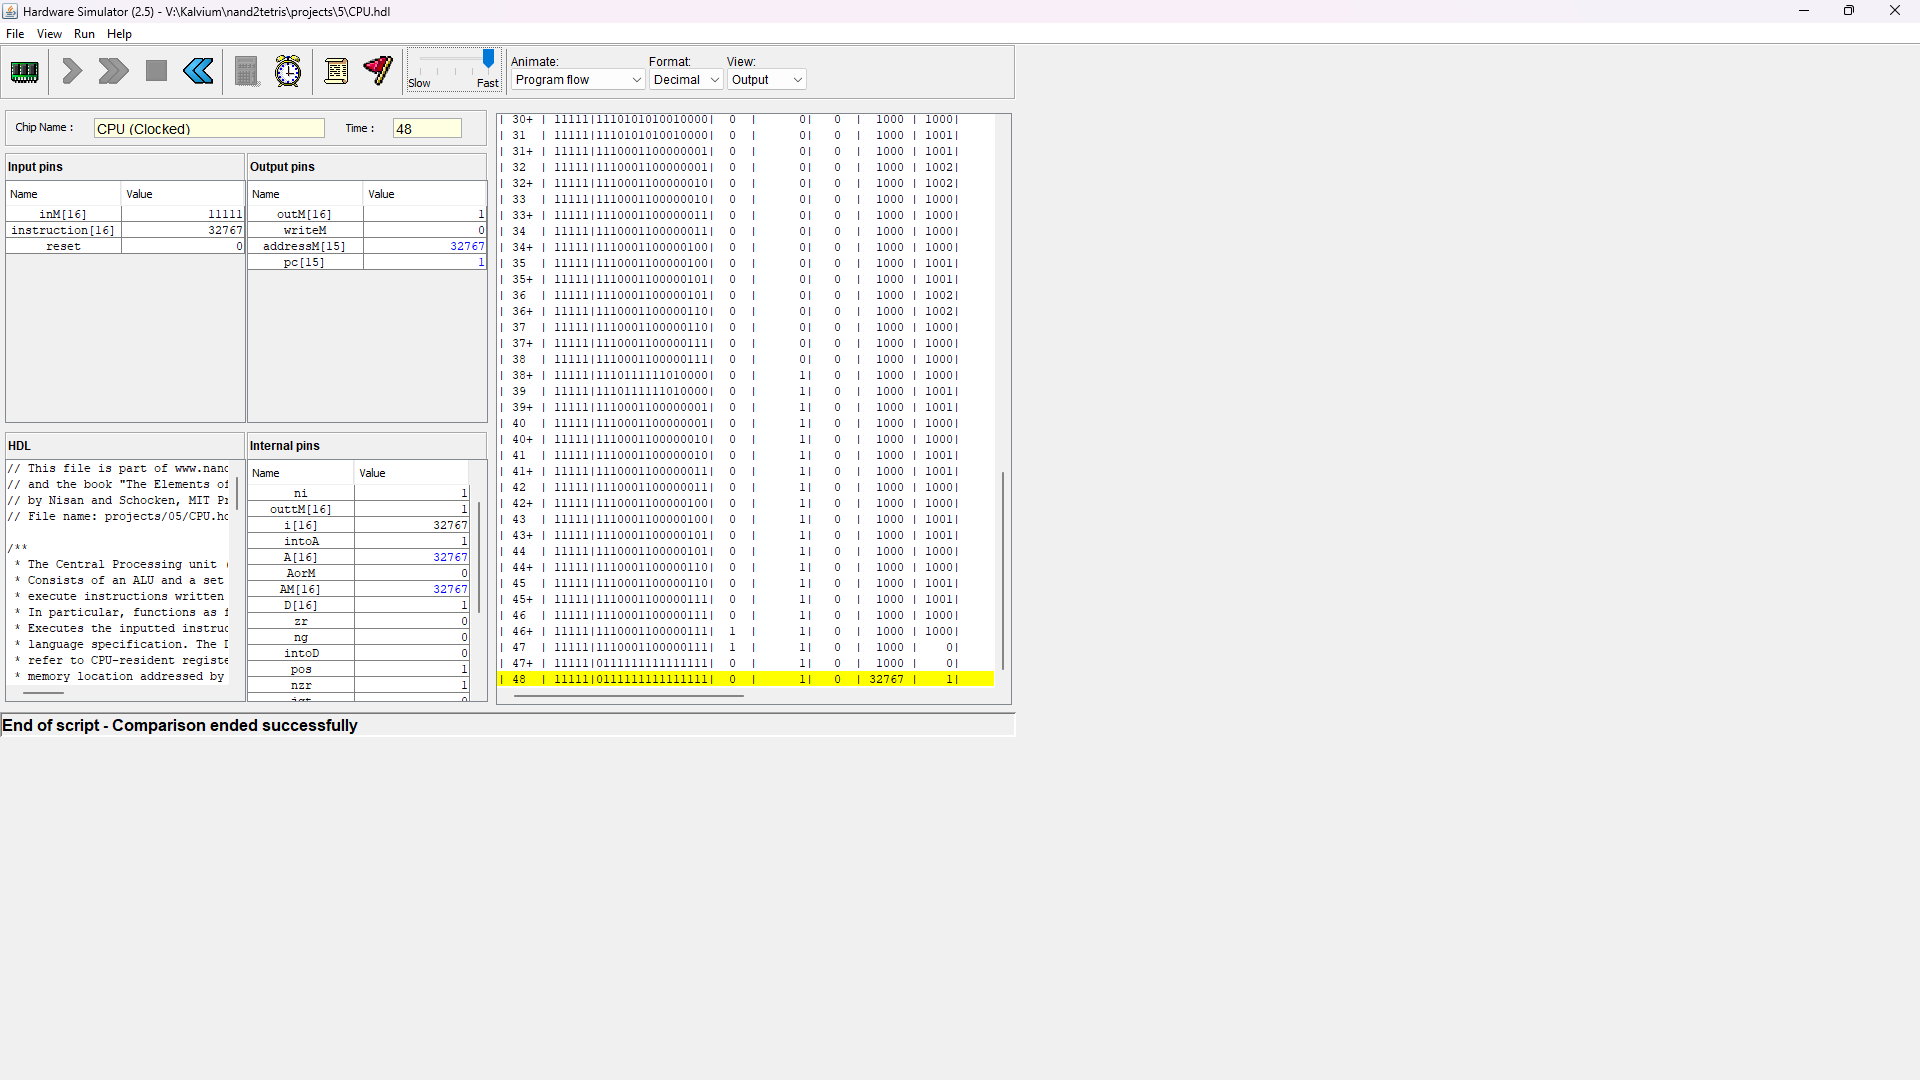 Hardware Simulator (2.5) - V:\Kalvium\nand2tetris\projects\5\CPU.hdl
File View Run Help
Slow Fast
Animate: Format: View:
Program flow Decimal Output
Chip Name : CPU (Clocked) Time : 48
Input pins
Name Value
inM[16] 11111
instruction[16] 32767
reset 0
Output pins
Name Value
outM[16] 1
writeM 0
addressM[15] 32767
pc[15] 1
HDL
// This file is part of www.nand
// and the book "The Elements of
// by Nisan and Schocken, MIT Pr
// File name: projects/05/CPU.hd
/**
* The Central Processing unit (
* Consists of an ALU and a set
* execute instructions written
* In particular, functions as f
* Executes the inputted instruc
* language specification. The D
* refer to CPU-resident registe
* memory location addressed by
Internal pins
Name Value
ni 1
outtM[16] 1
i[16] 32767
intoA 1
A[16] 32767
AorM 0
AM[16] 32767
D[16] 1
zr 0
ng 0
intoD 0
pos 1
nzr 1
jgt 0
| 30+ | 11111|1110101010010000| 0 | 0| 0 | 1000 | 1000|
| 31 | 11111|1110101010010000| 0 | 0| 0 | 1000 | 1001|
| 31+ | 11111|1110001100000001| 0 | 0| 0 | 1000 | 1001|
| 32 | 11111|1110001100000001| 0 | 0| 0 | 1000 | 1002|
| 32+ | 11111|1110001100000010| 0 | 0| 0 | 1000 | 1002|
| 33 | 11111|1110001100000010| 0 | 0| 0 | 1000 | 1000|
| 33+ | 11111|1110001100000011| 0 | 0| 0 | 1000 | 1000|
| 34 | 11111|1110001100000011| 0 | 0| 0 | 1000 | 1000|
| 34+ | 11111|1110001100000100| 0 | 0| 0 | 1000 | 1000|
| 35 | 11111|1110001100000100| 0 | 0| 0 | 1000 | 1001|
| 35+ | 11111|1110001100000101| 0 | 0| 0 | 1000 | 1001|
| 36 | 11111|1110001100000101| 0 | 0| 0 | 1000 | 1002|
| 36+ | 11111|1110001100000110| 0 | 0| 0 | 1000 | 1002|
| 37 | 11111|1110001100000110| 0 | 0| 0 | 1000 | 1000|
| 37+ | 11111|1110001100000111| 0 | 0| 0 | 1000 | 1000|
| 38 | 11111|1110001100000111| 0 | 0| 0 | 1000 | 1000|
| 38+ | 11111|1110111111010000| 0 | 1| 0 | 1000 | 1000|
| 39 | 11111|1110111111010000| 0 | 1| 0 | 1000 | 1001|
| 39+ | 11111|1110001100000001| 0 | 1| 0 | 1000 | 1001|
| 40 | 11111|1110001100000001| 0 | 1| 0 | 1000 | 1000|
| 40+ | 11111|1110001100000010| 0 | 1| 0 | 1000 | 1000|
| 41 | 11111|1110001100000010| 0 | 1| 0 | 1000 | 1001|
| 41+ | 11111|1110001100000011| 0 | 1| 0 | 1000 | 1001|
| 42 | 11111|1110001100000011| 0 | 1| 0 | 1000 | 1000|
| 42+ | 11111|1110001100000100| 0 | 1| 0 | 1000 | 1000|
| 43 | 11111|1110001100000100| 0 | 1| 0 | 1000 | 1001|
| 43+ | 11111|1110001100000101| 0 | 1| 0 | 1000 | 1001|
| 44 | 11111|1110001100000101| 0 | 1| 0 | 1000 | 1000|
| 44+ | 11111|1110001100000110| 0 | 1| 0 | 1000 | 1000|
| 45 | 11111|1110001100000110| 0 | 1| 0 | 1000 | 1001|
| 45+ | 11111|1110001100000111| 0 | 1| 0 | 1000 | 1001|
| 46 | 11111|1110001100000111| 0 | 1| 0 | 1000 | 1000|
| 46+ | 11111|1110001100000111| 1 | 1| 0 | 1000 | 1000|
| 47 | 11111|1110001100000111| 1 | 1| 0 | 1000 | 0|
| 47+ | 11111|0111111111111111| 0 | 1| 0 | 1000 | 0|
| 48 | 11111|0111111111111111| 0 | 1| 0 | 32767 | 1|
End of script - Comparison ended successfully